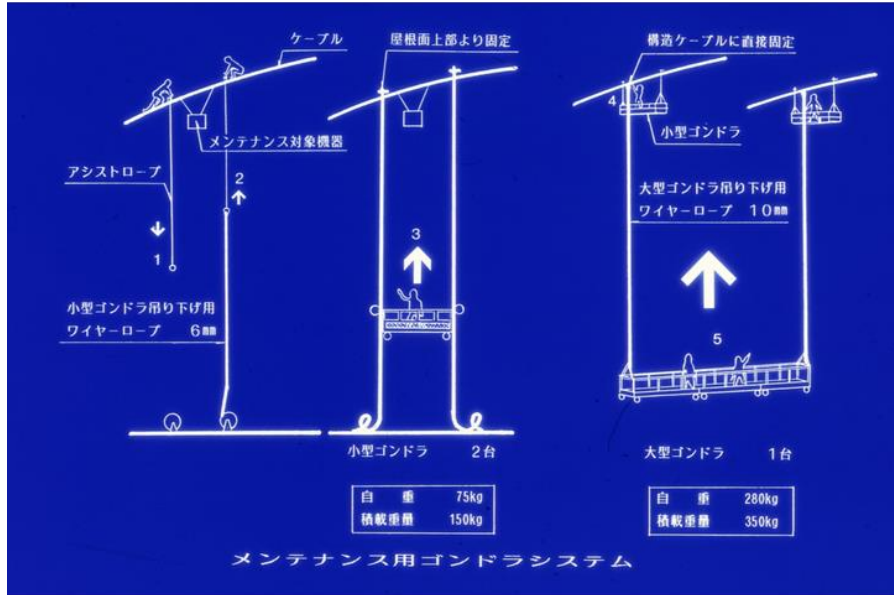 ケーブル
メンテナンス対象機器
アシストロープ
2
1
小型ゴンドラ吊り下げ用
ワイヤーロープ 6mm
屋根面上部より固定
3
小型ゴンドラ 2台
自重 75kg
積載重量 150kg
構造ケーブルに直接固定
4
小型ゴンドラ
大型ゴンドラ吊り下げ用
ワイヤーロープ 10mm
5
大型ゴンドラ 1台
自重 280kg
積載重量 350kg
メンテナンス用ゴンドラシステム